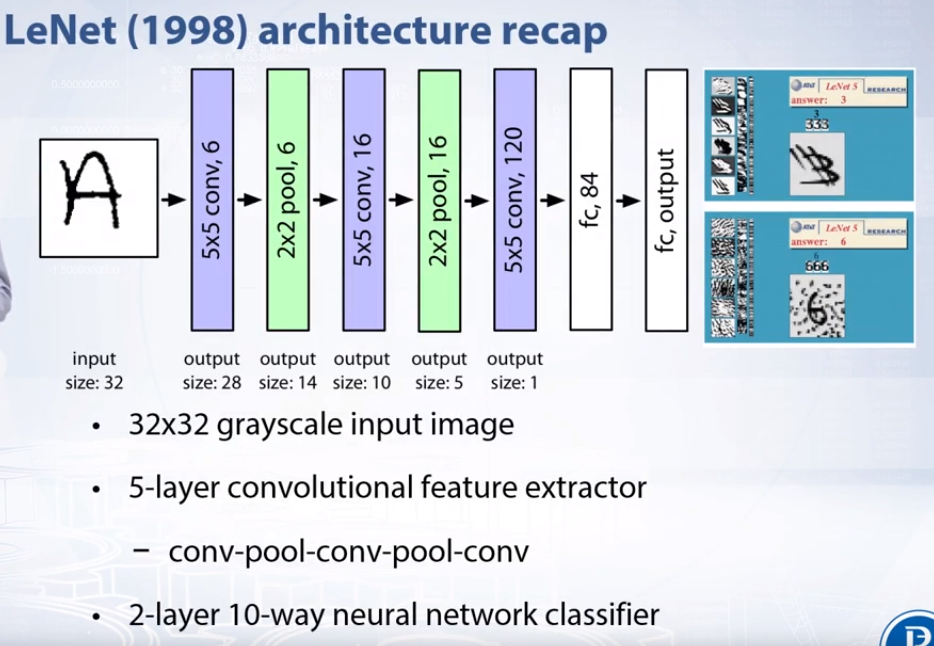 LeNet (1998) architecture recap
A
5x5 conv, 6
2x2 pool, 6
5x5 conv, 16
2x2 pool, 16
5x5 conv, 120
fc, 84
fc, output
AT&T LeNet 5 RESEARCH
answer: 3
3
333
AT&T LeNet 5 RESEARCH
answer: 6
6
666
6
input
size: 32
output
size: 28
output
size: 14
output
size: 10
output
size: 5
output
size: 1
• 32x32 grayscale input image
• 5-layer convolutional feature extractor
– conv-pool-conv-pool-conv
• 2-layer 10-way neural network classifier